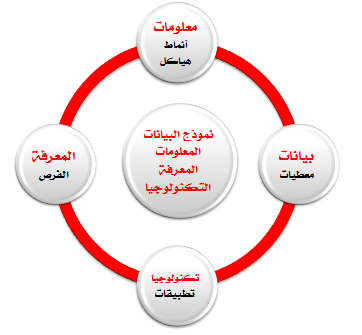 معلومات
أنماط
هياكل
نموذج البيانات
المعلومات
المعرفة
التكنولوجيا
بيانات
معطيات
المعرفة
الفرص
تكنولوجيا
تطبيقات